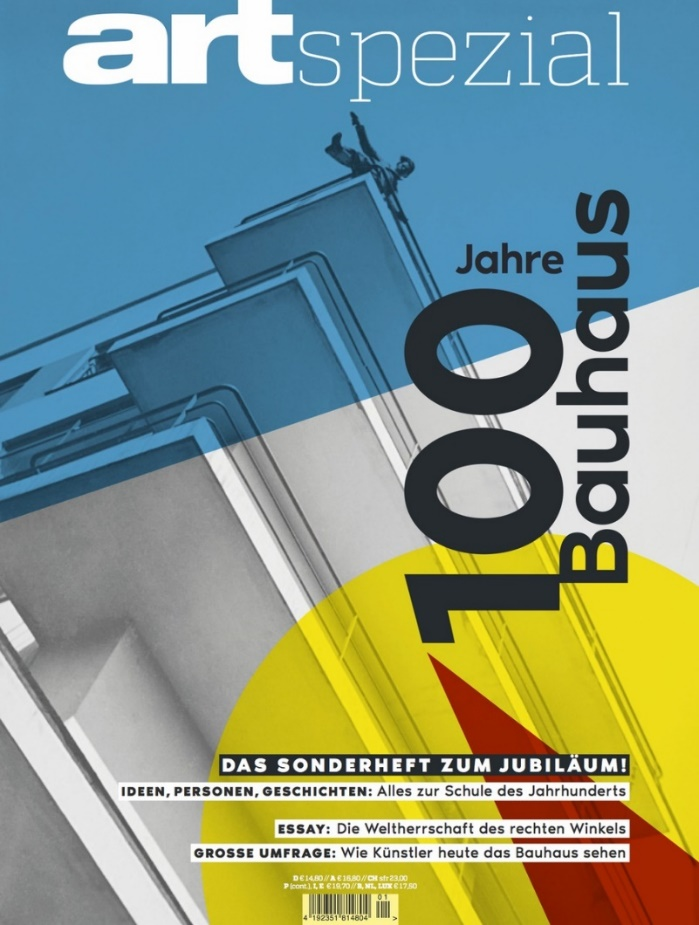 artspezial
Jahre
100
Bauhaus
DAS SONDERHEFT ZUM JUBILÄUM!
IDEEN, PERSONEN, GESCHICHTEN: Alles zur Schule des Jahrhunderts
ESSAY: Die Weltherrschaft des rechten Winkels
GROSSE UMFRAGE: Wie Künstler heute das Bauhaus sehen
D € 14,80 // A € 16,80 // CH sfr 23,00
P (cont.), I, E €19,70 // B, NL, LUX €17,50
01
4 192351 614804